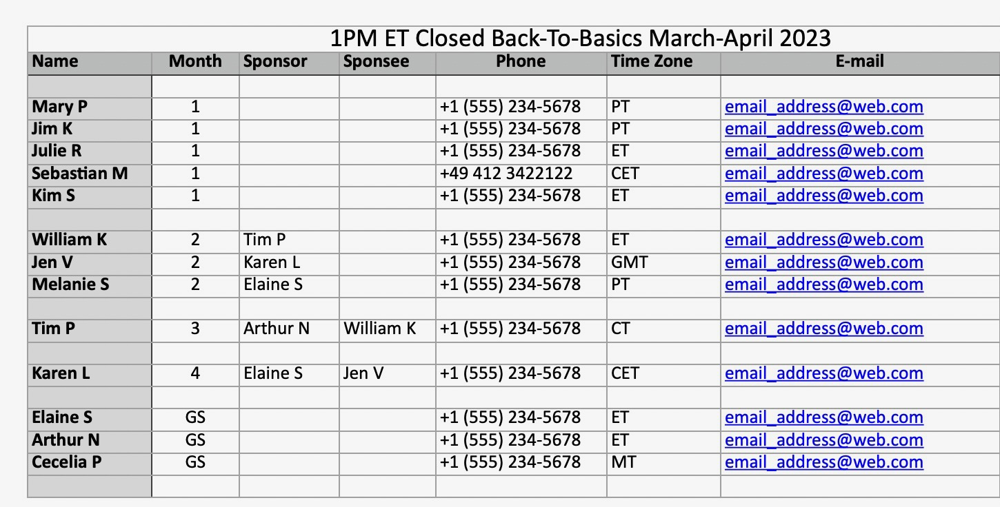 1PM ET Closed Back-To-Basics March-April 2023
Name Month Sponsor Sponsee Phone Time Zone E-mail
Mary P 1 +1 (555) 234-5678 PT email_address@web.com
Jim K 1 +1 (555) 234-5678 PT email_address@web.com
Julie R 1 +1 (555) 234-5678 ET email_address@web.com
Sebastian M 1 +49 412 3422122 CET email_address@web.com
Kim S 1 +1 (555) 234-5678 ET email_address@web.com
William K 2 Tim P +1 (555) 234-5678 ET email_address@web.com
Jen V 2 Karen L +1 (555) 234-5678 GMT email_address@web.com
Melanie S 2 Elaine S +1 (555) 234-5678 PT email_address@web.com
Tim P 3 Arthur N William K +1 (555) 234-5678 CT email_address@web.com
Karen L 4 Elaine S Jen V +1 (555) 234-5678 CET email_address@web.com
Elaine S GS +1 (555) 234-5678 ET email_address@web.com
Arthur N GS +1 (555) 234-5678 ET email_address@web.com
Cecelia P GS +1 (555) 234-5678 MT email_address@web.com